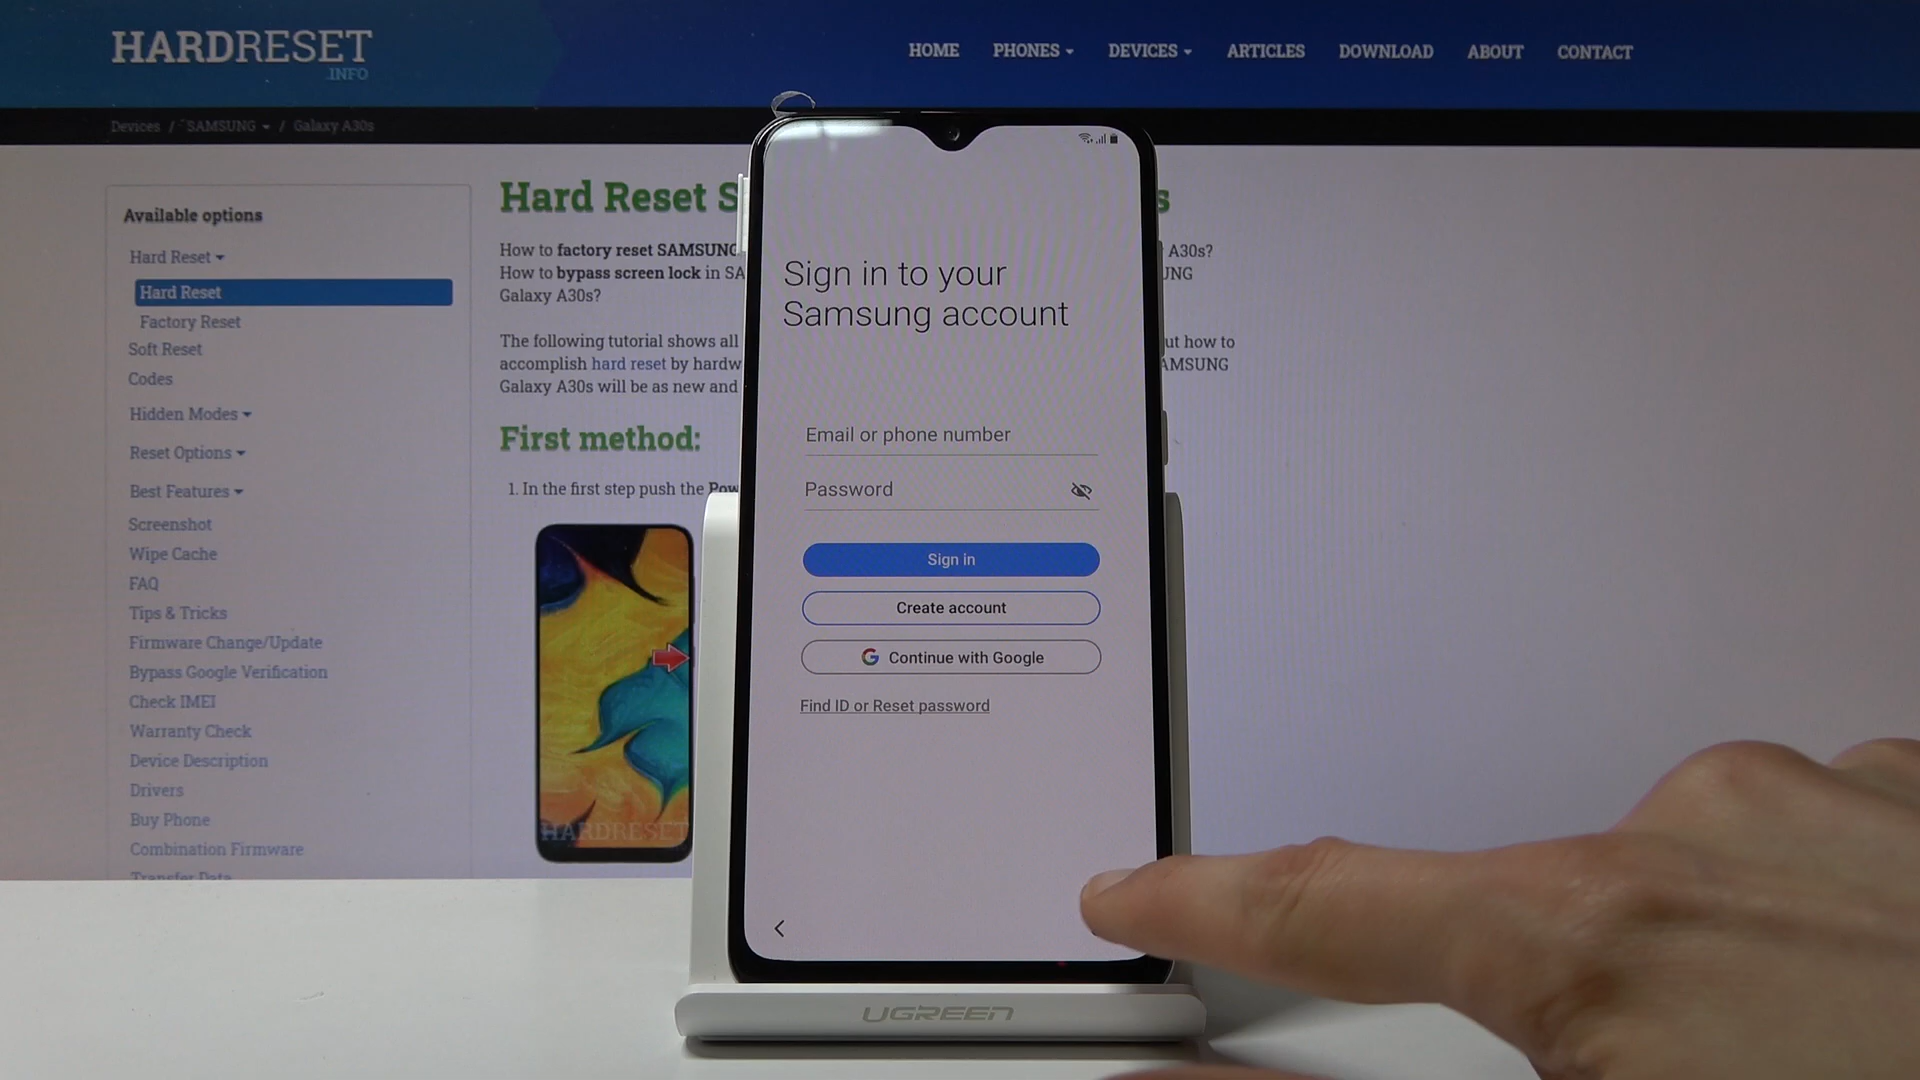 HARDRESET
.INFO
HOME PHONES DEVICES ARTICLES DOWNLOAD ABOUT CONTACT
Devices / SAMSUNG / Galaxy A30s
Available options
Hard Reset
Hard Reset
Factory Reset
Soft Reset
Codes
Hidden Modes
Reset Options
Best Features
Screenshot
Wipe Cache
FAQ
Tips & Tricks
Firmware Change/Update
Bypass Google Verification
Check IMEI
Warranty Check
Device Description
Drivers
Buy Phone
Combination Firmware
Transfer Data
Hard Reset S
How to factory reset SAMSUNG A30s?
How to bypass screen lock in SA
Galaxy A30s?
The following tutorial shows all ut how to
accomplish hard reset by hardw AMSUNG
Galaxy A30s will be as new and
First method:
1. In the first step push the Pow
HARDRESET
Sign in to your
Samsung account
Email or phone number
Password
Sign in
Create account
G Continue with Google
Find ID or Reset password
UGREEN